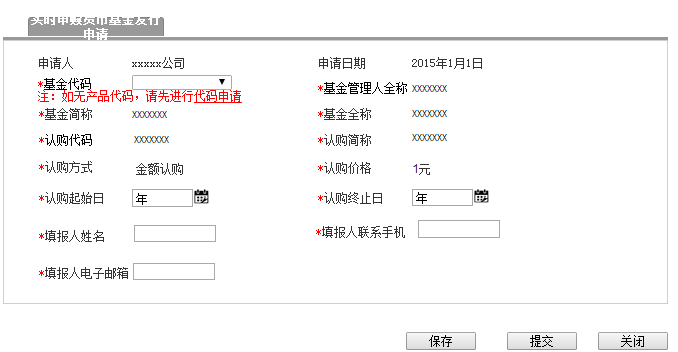 实时申赎货币基金发行
申请
申请人 xxxxx公司 申请日期 2015年1月1日
*基金代码 *基金管理人全称 xxxxxxx
注：如无产品代码，请先进行代码申请
*基金简称 xxxxxxx *基金全称 xxxxxxx
*认购代码 xxxxxxx *认购简称 xxxxxxx
*认购方式 金额认购 *认购价格 1元
*认购起始日 年 *认购终止日 年
*填报人姓名 *填报人联系手机
*填报人电子邮箱
保存 提交 关闭